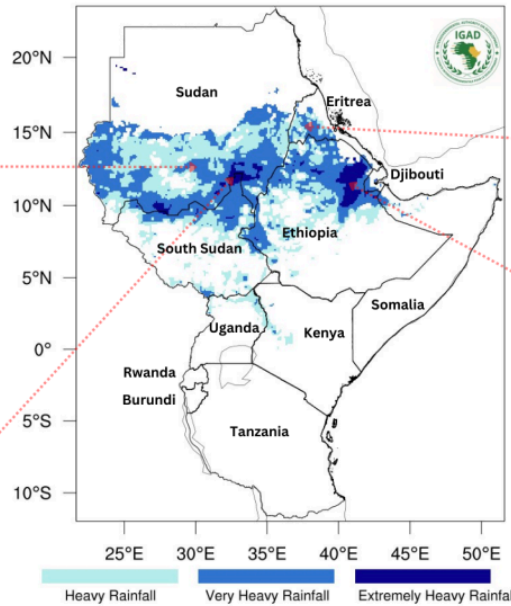 IGAD
20°N
Sudan
Eritrea
15°N
Djibouti
10°N
Ethiopia
South Sudan
5°N
Somalia
Uganda
Kenya
0°
Rwanda
Burundi
5°S
Tanzania
10°S
25°E 30°E 35°E 40°E 45°E 50°E
Heavy Rainfall Very Heavy Rainfall Extremely Heavy Rainfall